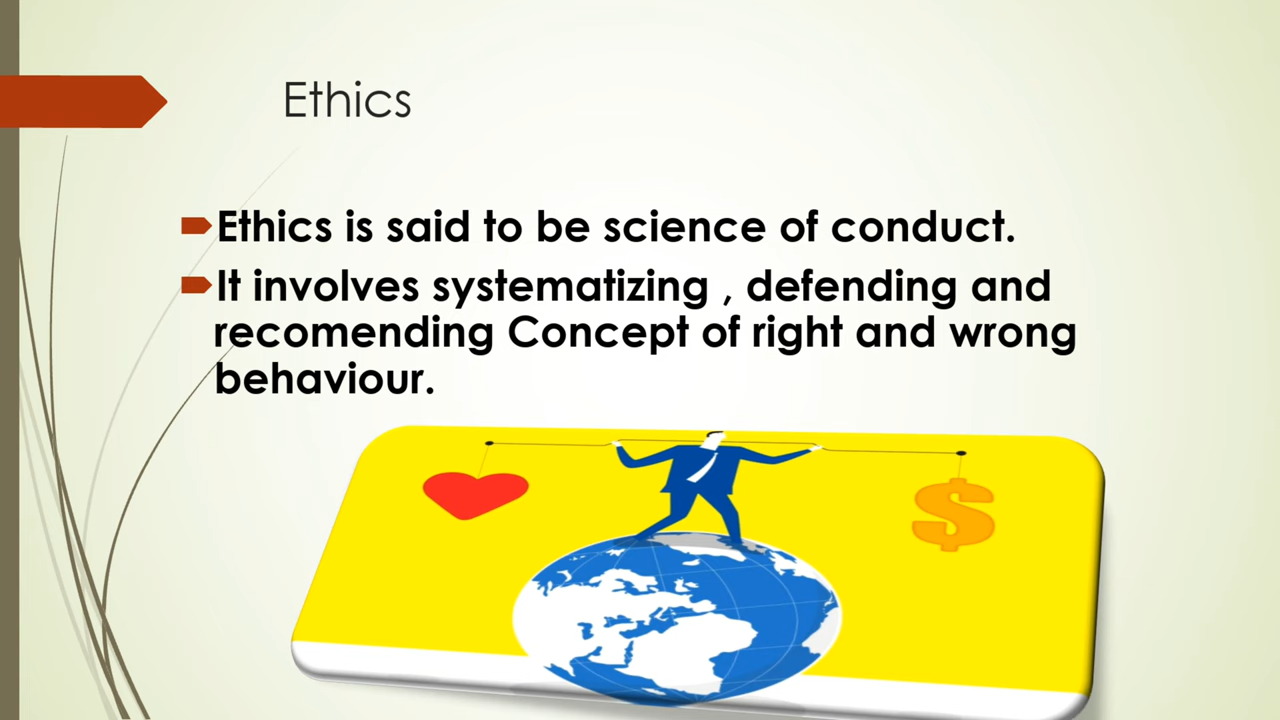 Ethics
Ethics is said to be science of conduct.
It involves systematizing , defending and
recomending Concept of right and wrong
behaviour.
$